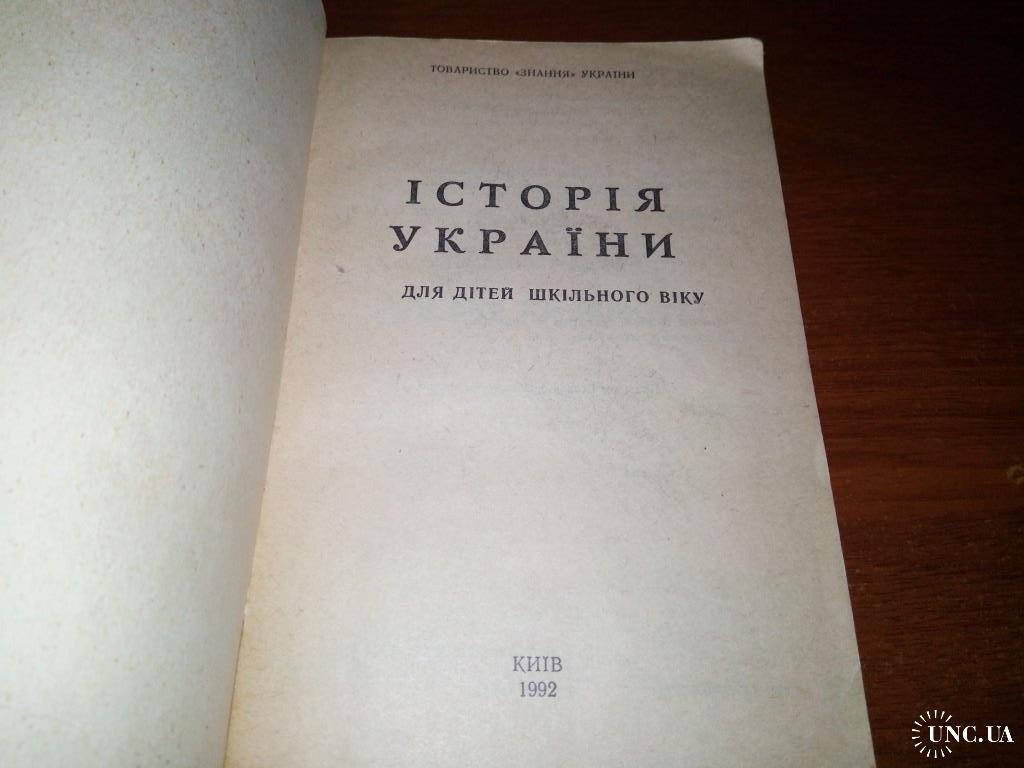 ТОВАРИСТВО «ЗНАННЯ» УКРАЇНИ
ІСТОРІЯ
УКРАЇНИ
ДЛЯ ДІТЕЙ ШКІЛЬНОГО ВІКУ
КИЇВ
1992
UNC.UA